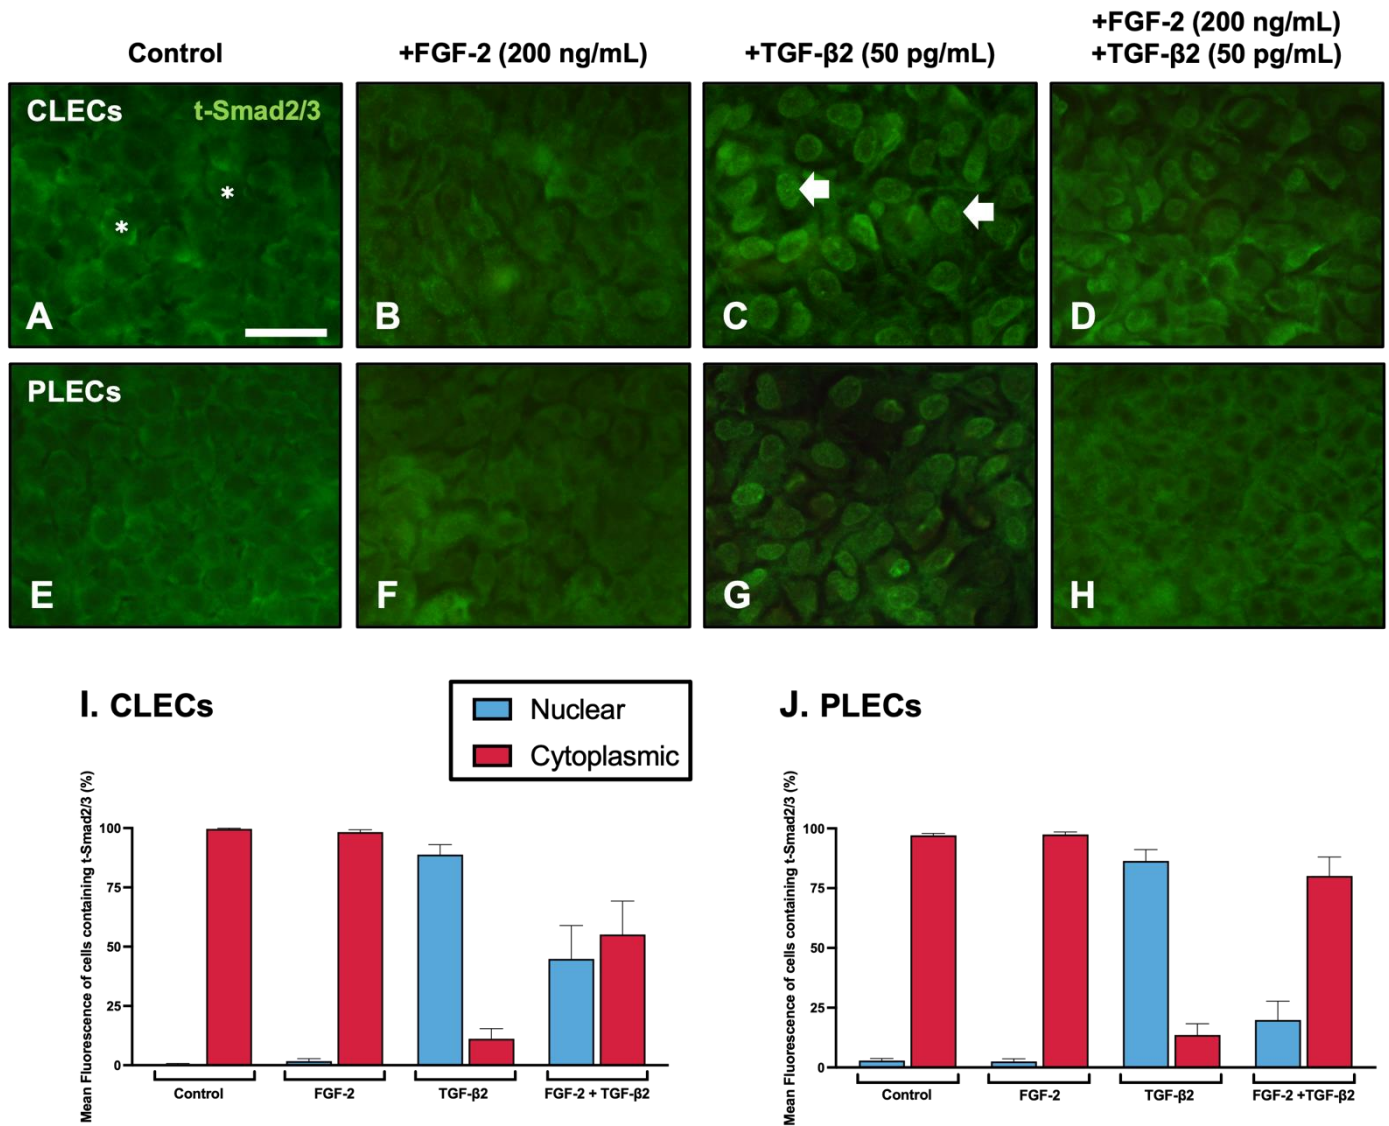 Control
+FGF-2 (200 ng/mL)
+TGF-β2 (50 pg/mL)
+FGF-2 (200 ng/mL)
+TGF-β2 (50 pg/mL)
CLECs
t-Smad2/3
*
*
A
B
C
D
PLECs
E
F
G
H
I. CLECs
Nuclear
Cytoplasmic
J. PLECs
Mean Fluorescence of cells containing t-Smad2/3 (%)
100
75
50
25
0
Control
FGF-2
TGF-β2
FGF-2 + TGF-β2
Mean Fluorescence of cells containing t-Smad2/3 (%)
100
75
50
25
0
Control
FGF-2
TGF-β2
FGF-2 +TGF-β2